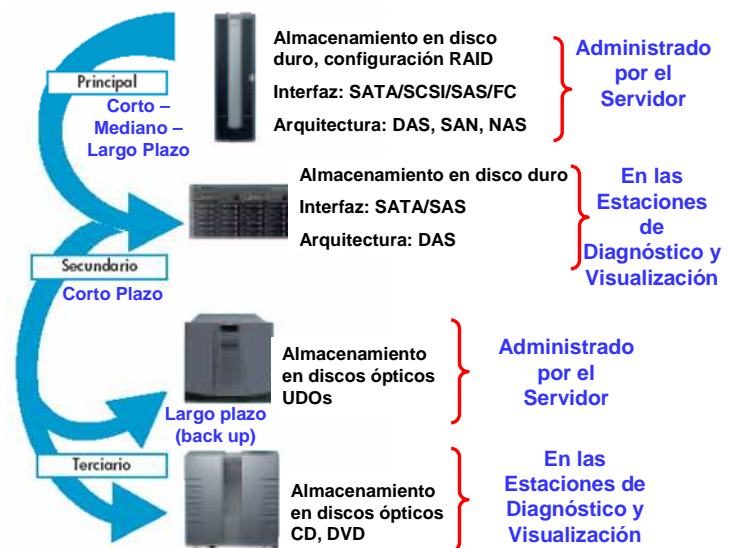 Almacenamiento en disco
duro, configuración RAID
Interfaz: SATA/SCSI/SAS/FC
Arquitectura: DAS, SAN, NAS
Administrado
por el
Servidor
Principal
Corto –
Mediano –
Largo Plazo
Almacenamiento en disco duro
Interfaz: SATA/SAS
Arquitectura: DAS
En las
Estaciones
de
Diagnóstico y
Visualización
Secundario
Corto Plazo
Almacenamiento
en discos ópticos
UDOs
Administrado
por el
Servidor
Largo plazo
(back up)
Terciario
Almacenamiento
en discos ópticos
CD, DVD
En las
Estaciones de
Diagnóstico y
Visualización